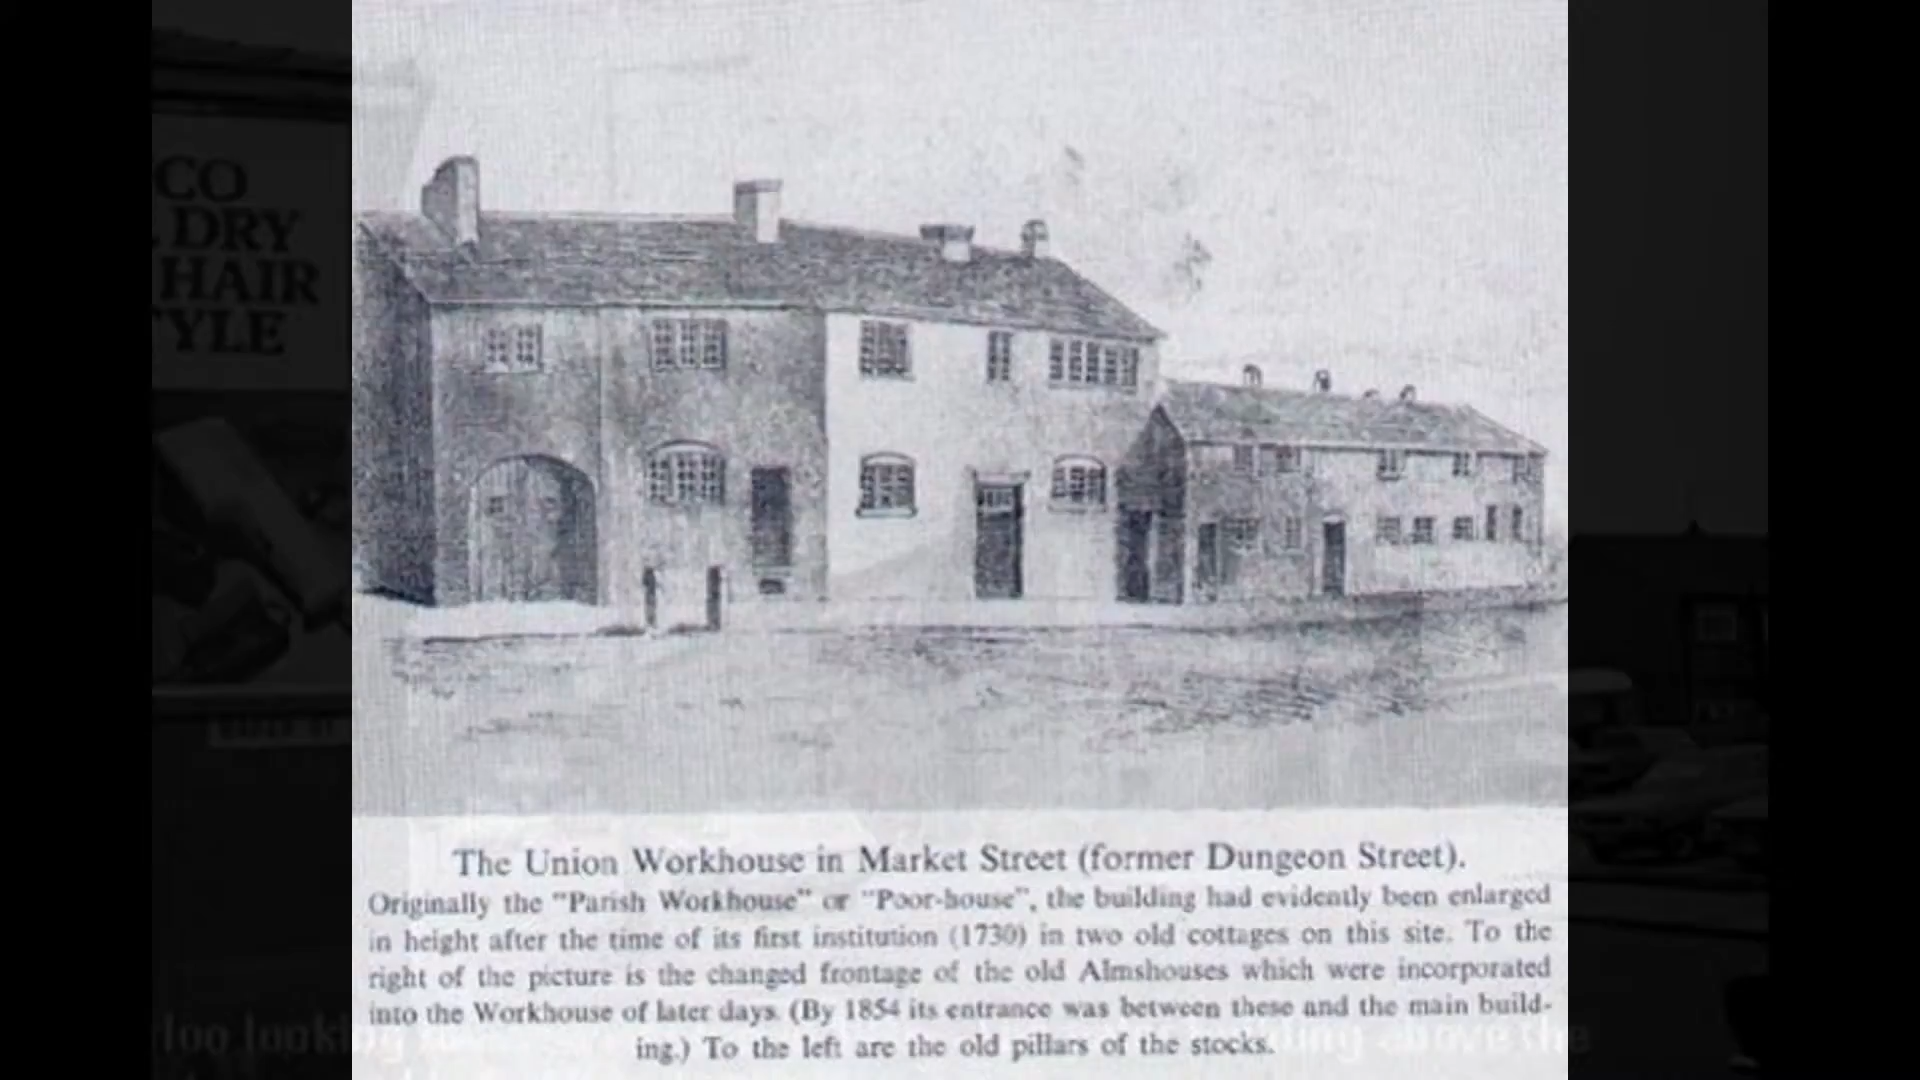 CO
DRY
HAIR
TYLE
The Union Workhouse in Market Street (former Dungeon Street).
Originally the "Parish Workhouse" or "Poor-house", the building had evidently been enlarged
in height after the time of its first institution (1730) in two old cottages on this site. To the
right of the picture is the changed frontage of the old Almshouses which were incorporated
into the Workhouse of later days. (By 1854 its entrance was between these and the main build-
ing.) To the left are the old pillars of the stocks.
above the